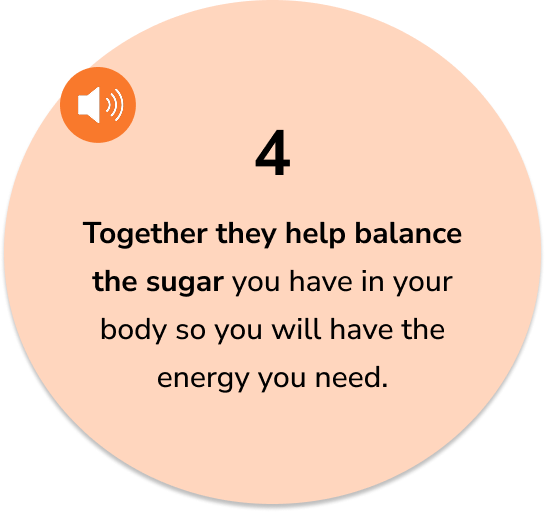 4
Together they help balance
the sugar you have in your
body so you will have the
energy you need.